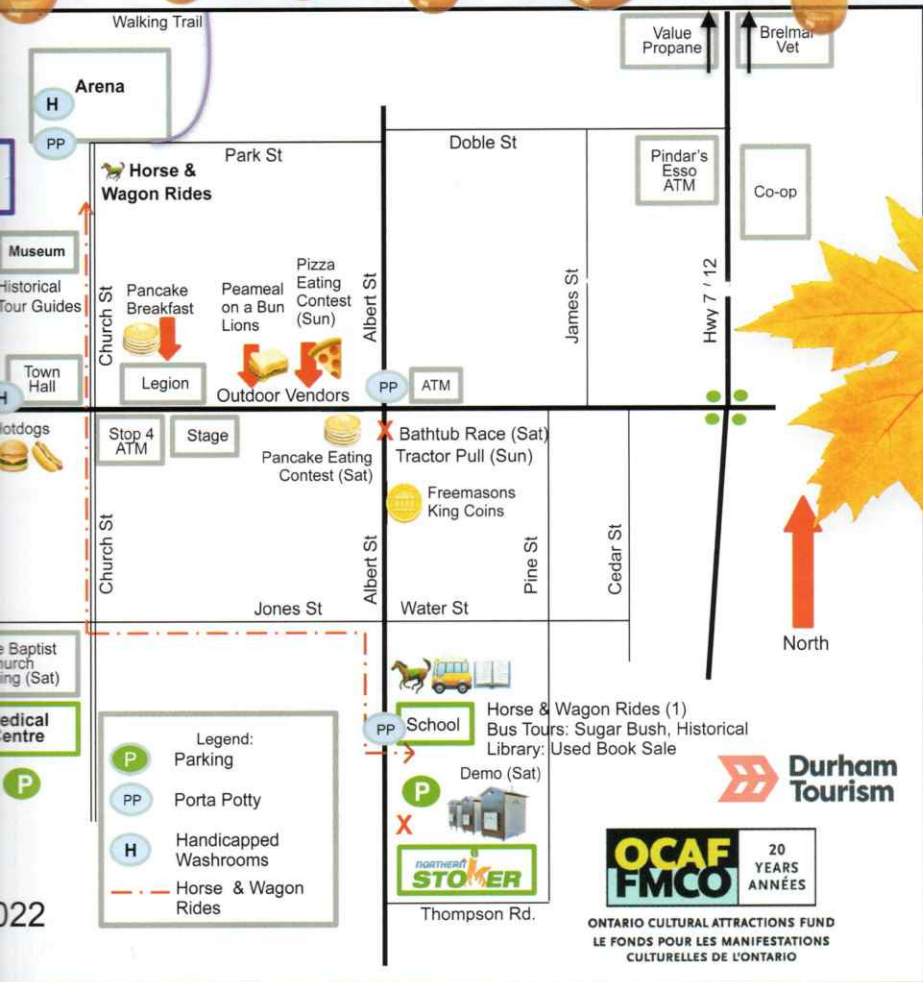 Walking Trail
Value
Propane
Brelmar
Vet
Arena
H
PP
Park St
Doble St
Horse &
Wagon Rides
Pindar's
Esso
ATM
Co-op
Museum
Historical
Tour Guides
Church St
Pancake
Breakfast
Peameal
on a Bun
Lions
Pizza
Eating
Contest
(Sun)
Albert St
James St
Hwy 7 ' 12
Town
Hall
H
Legion
Outdoor Vendors
PP
ATM
Hotdogs
Stop 4
ATM
Stage
Pancake Eating
Contest (Sat)
X Bathtub Race (Sat)
Tractor Pull (Sun)
Freemasons
King Coins
Church St
Albert St
Pine St
Cedar St
Jones St
Water St
North
Baptist
(Sat)
School
PP
Horse & Wagon Rides (1)
Bus Tours: Sugar Bush, Historical
Library: Used Book Sale
Centre
P
Legend:
P Parking
PP Porta Potty
H Handicapped
Washrooms
Horse & Wagon
Rides
P
Demo (Sat)
X
NORTHERN
STOKER
Thompson Rd.
Durham
Tourism
OCAF
FMCO
20
YEARS
ANNÉES
ONTARIO CULTURAL ATTRACTIONS FUND
LE FONDS POUR LES MANIFESTATIONS
CULTURELLES DE L'ONTARIO
022